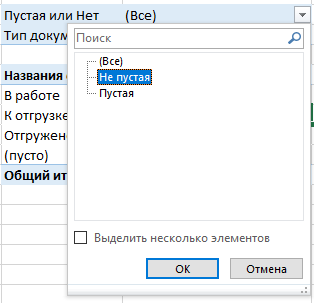 Пустая или Нет (Все)
Тип докум
Поиск
(Все)
Названия
Не пустая
В работе
Пустая
К отгрузке
Отгружен
(пусто)
Общий ит
Выделить несколько элементов
ОК Отмена